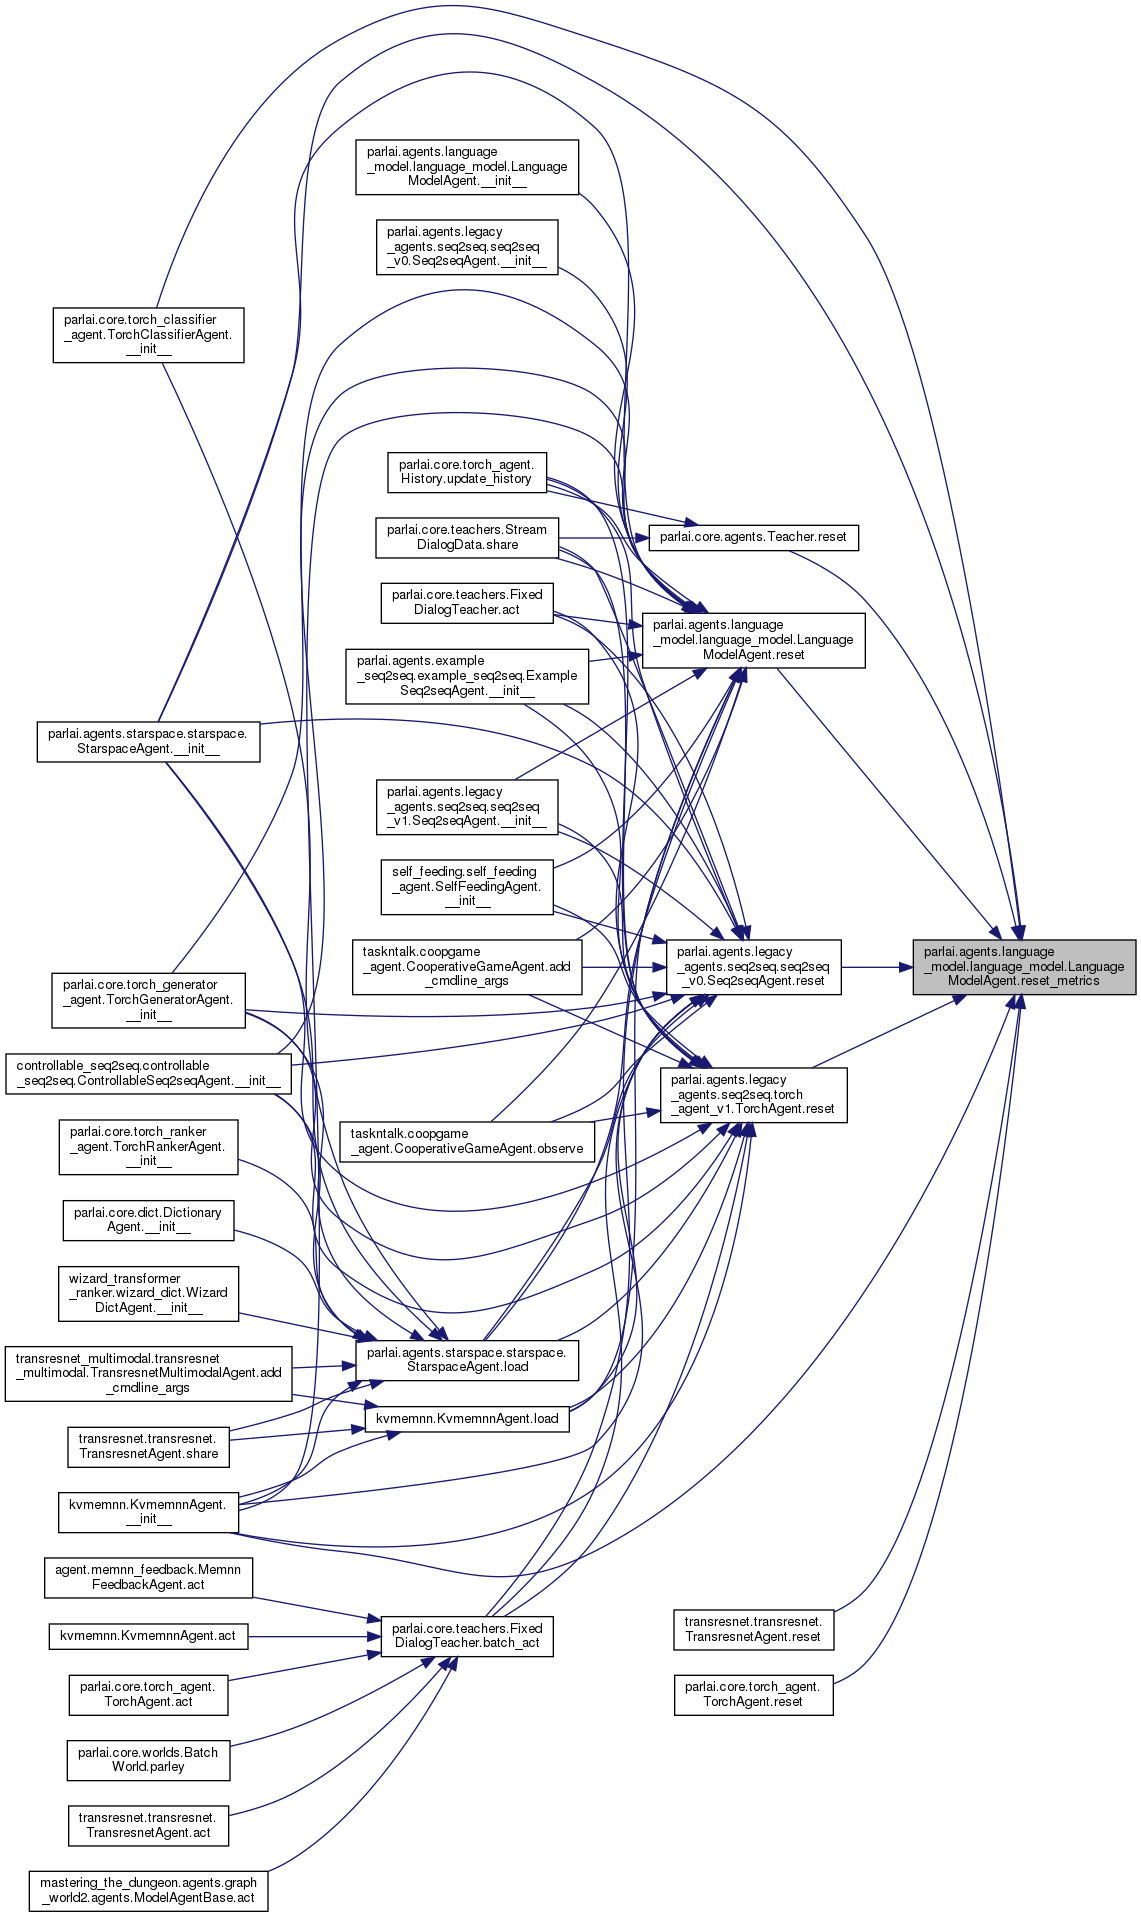 parlai.agents.language
_model.language_model.Language
ModelAgent.__init__
parlai.agents.legacy
_agents.seq2seq.seq2seq
_v0.Seq2seqAgent.__init__
parlai.core.torch_classifier
_agent.TorchClassifierAgent.
__init__
parlai.core.torch_agent.
History.update_history
parlai.core.teachers.Stream
DialogData.share
parlai.core.agents.Teacher.reset
parlai.core.teachers.Fixed
DialogTeacher.act
parlai.agents.language
_model.language_model.Language
ModelAgent.reset
parlai.agents.example
_seq2seq.example_seq2seq.Example
Seq2seqAgent.__init__
parlai.agents.starspace.starspace.
StarspaceAgent.__init__
parlai.agents.legacy
_agents.seq2seq.seq2seq
_v1.Seq2seqAgent.__init__
self_feeding.self_feeding
_agent.SelfFeedingAgent.
__init__
taskntalk.coopgame
_agent.CooperativeGameAgent.add
_cmdline_args
parlai.agents.legacy
_agents.seq2seq.seq2seq
_v0.Seq2seqAgent.reset
parlai.agents.language
_model.language_model.Language
ModelAgent.reset_metrics
parlai.core.torch_generator
_agent.TorchGeneratorAgent.
__init__
controllable_seq2seq.controllable
_seq2seq.ControllableSeq2seqAgent.__init__
parlai.agents.legacy
_agents.seq2seq.torch
_agent_v1.TorchAgent.reset
parlai.core.torch_ranker
_agent.TorchRankerAgent.
__init__
taskntalk.coopgame
_agent.CooperativeGameAgent.observe
parlai.core.dict.Dictionary
Agent.__init__
wizard_transformer
_ranker.wizard_dict.Wizard
DictAgent.__init__
transresnet_multimodal.transresnet
_multimodal.TransresnetMultimodalAgent.add
_cmdline_args
parlai.agents.starspace.starspace.
StarspaceAgent.load
kvmemnn.KvmemnnAgent.load
transresnet.transresnet.
TransresnetAgent.share
kvmemnn.KvmemnnAgent.
__init__
agent.memnn_feedback.Memnn
FeedbackAgent.act
kvmemnn.KvmemnnAgent.act
parlai.core.teachers.Fixed
DialogTeacher.batch_act
transresnet.transresnet.
TransresnetAgent.reset
parlai.core.torch_agent.
TorchAgent.act
parlai.core.torch_agent.
TorchAgent.reset
parlai.core.worlds.Batch
World.parley
transresnet.transresnet.
TransresnetAgent.act
mastering_the_dungeon.agents.graph
_world2.agents.ModelAgentBase.act